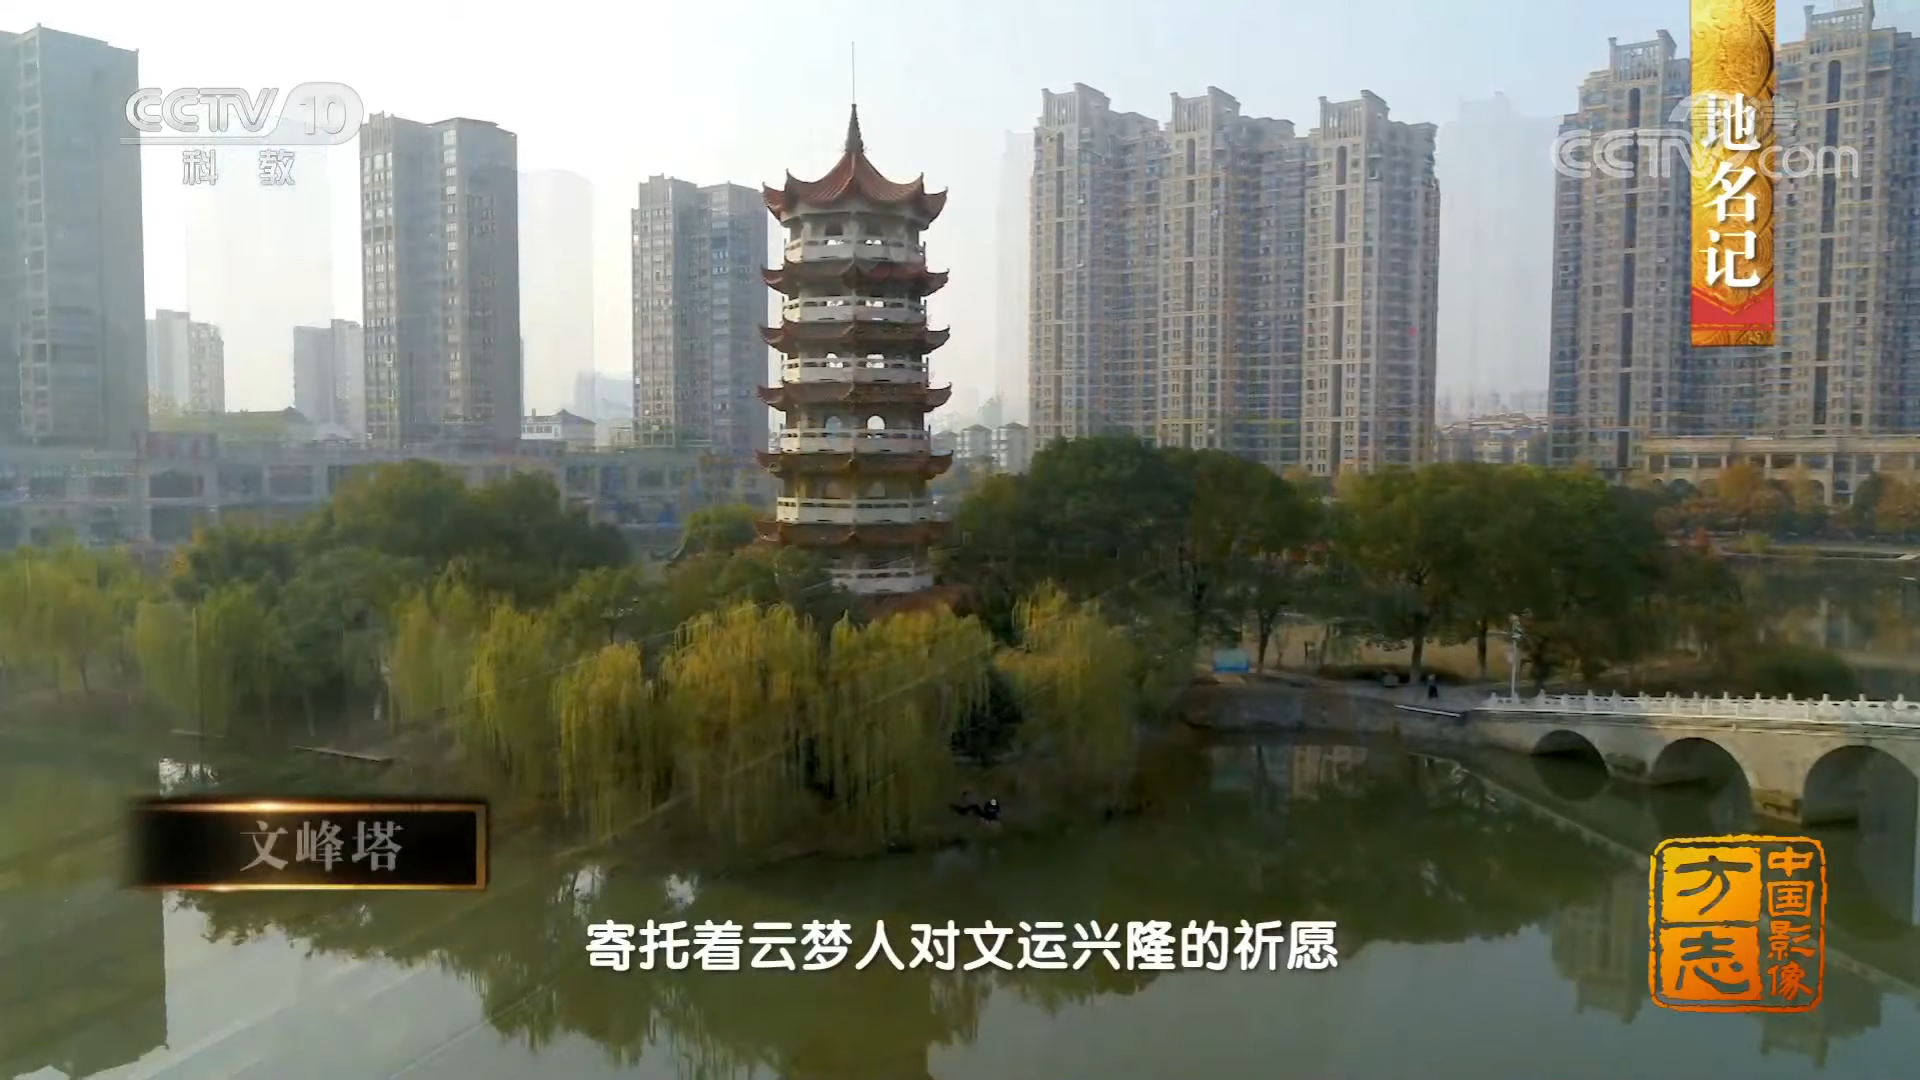 CCTV 10
科教
CCTV.com
地名记
文峰塔
寄托着云梦人对文运兴隆的祈愿
中国影像
方志